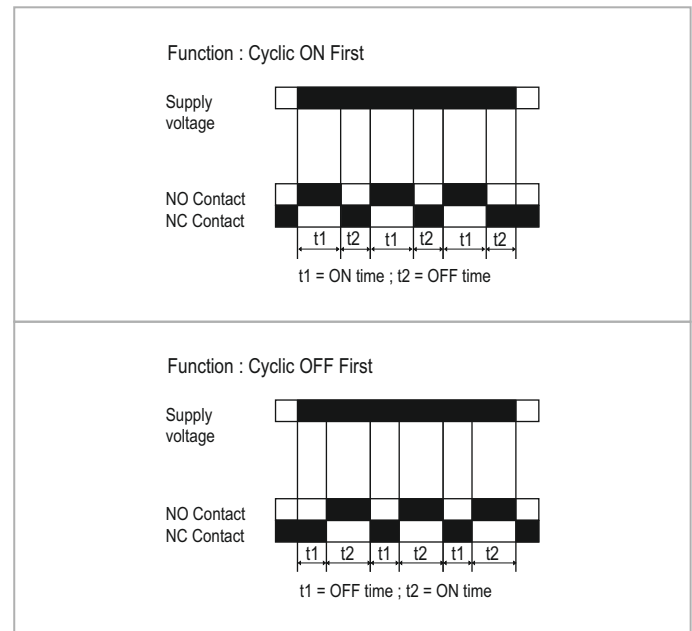 Function : Cyclic ON First
Supply
voltage
NO Contact
NC Contact
t1 t2 t1 t2 t1 t2
t1 = ON time ; t2 = OFF time
Function : Cyclic OFF First
Supply
voltage
NO Contact
NC Contact
t1 t2 t1 t2 t1 t2
t1 = OFF time ; t2 = ON time